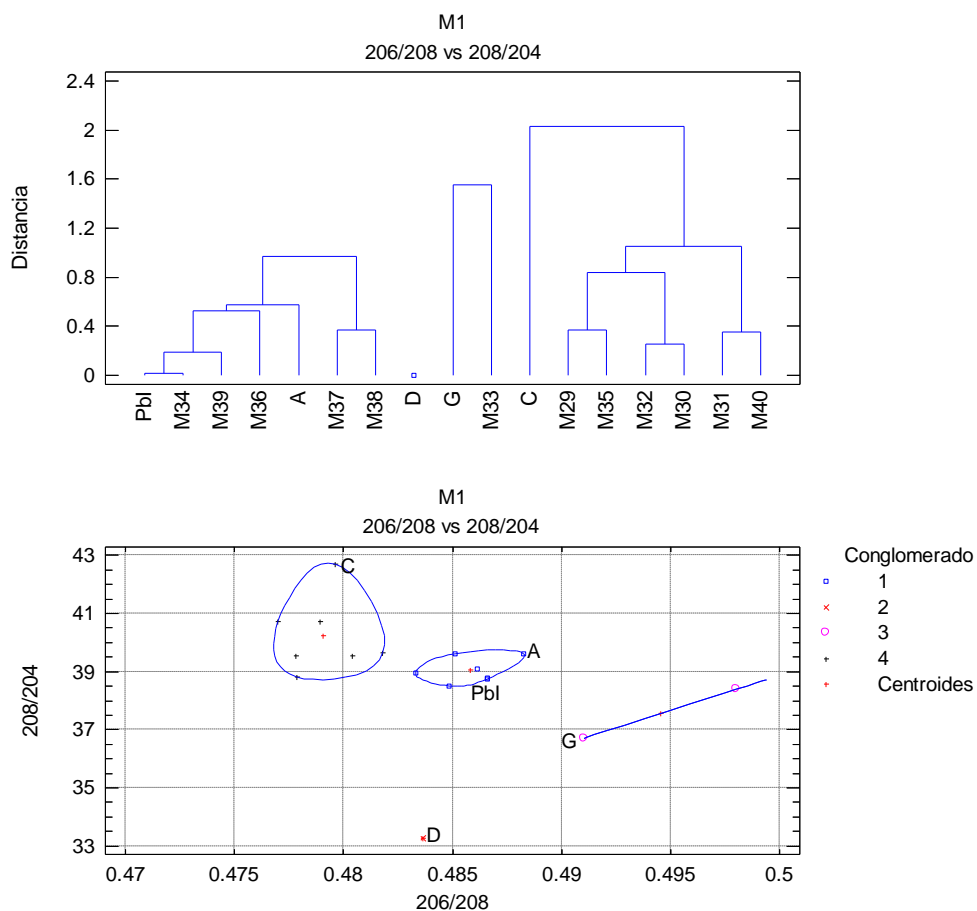 M1
206/208 vs 208/204
Distancia
2.4
2
1.6
1.2
0.8
0.4
0
PbI
M34
M39
M36
A
M37
M38
D
G
M33
C
M29
M35
M32
M30
M31
M40
M1
206/208 vs 208/204
208/204
43
41
39
37
35
33
C
A
PbI
G
D
0.47 0.475 0.48 0.485 0.49 0.495 0.5
206/208
Conglomerado
1
2
3
4
Centroides